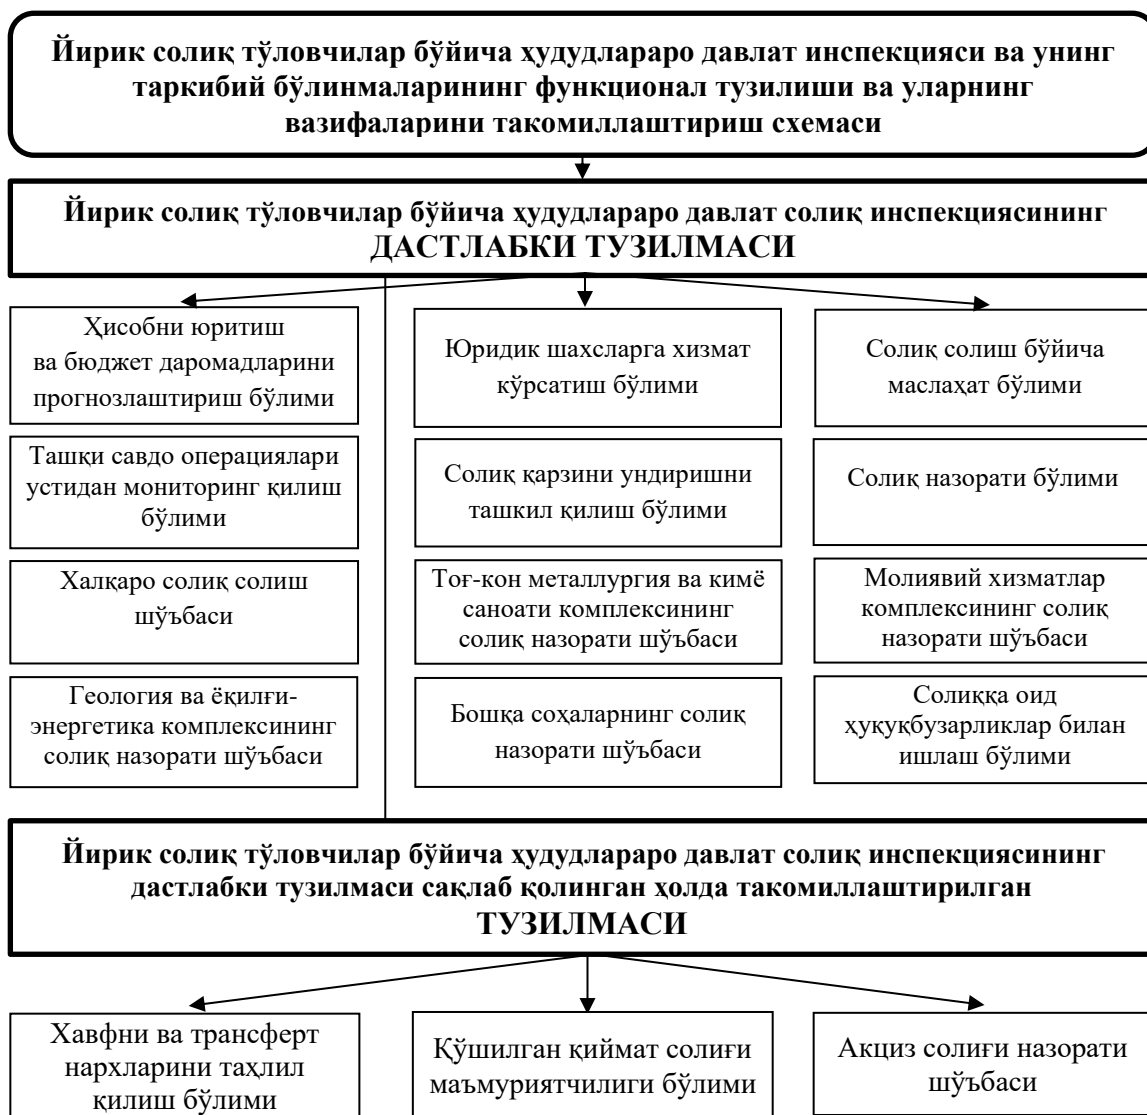 Йирик солиқ тўловчилар бўйича ҳудудлараро давлат инспекцияси ва унинг
таркибий бўлинмаларининг функционал тузилиши ва уларнинг
вазифаларини такомиллаштириш схемаси
Йирик солиқ тўловчилар бўйича ҳудудлараро давлат солиқ инспекциясининг
ДАСТЛАБКИ ТУЗИЛМАСИ
Ҳисобни юритиш
ва бюджет даромадларини
прогнозлаштириш бўлими
Юридик шахсларга хизмат
кўрсатиш бўлими
Солиқ солиш бўйича
маслаҳат бўлими
Ташқи савдо операциялари
устидан мониторинг қилиш
бўлими
Солиқ қарзини ундиришни
ташкил қилиш бўлими
Солиқ назорати бўлими
Халқаро солиқ солиш
шўъбаси
Тоғ-кон металлургия ва кимё
саноати комплексининг
солиқ назорати шўъбаси
Молиявий хизматлар
комплексининг солиқ
назорати шўъбаси
Геология ва ёқилғи-
энергетика комплексининг
солиқ назорати шўъбаси
Бошқа соҳаларнинг солиқ
назорати шўъбаси
Солиққа оид
ҳуқуқбузарликлар билан
ишлаш бўлими
Йирик солиқ тўловчилар бўйича ҳудудлараро давлат солиқ инспекциясининг
дастлабки тузилмаси сақлаб қолинган ҳолда такомиллаштирилган
ТУЗИЛМАСИ
Хавфни ва трансферт
нархларини таҳлил
қилиш бўлими
Қўшилган қиймат солиғи
маъмуриятчилиги бўлими
Акциз солиғи назорати
шўъбаси